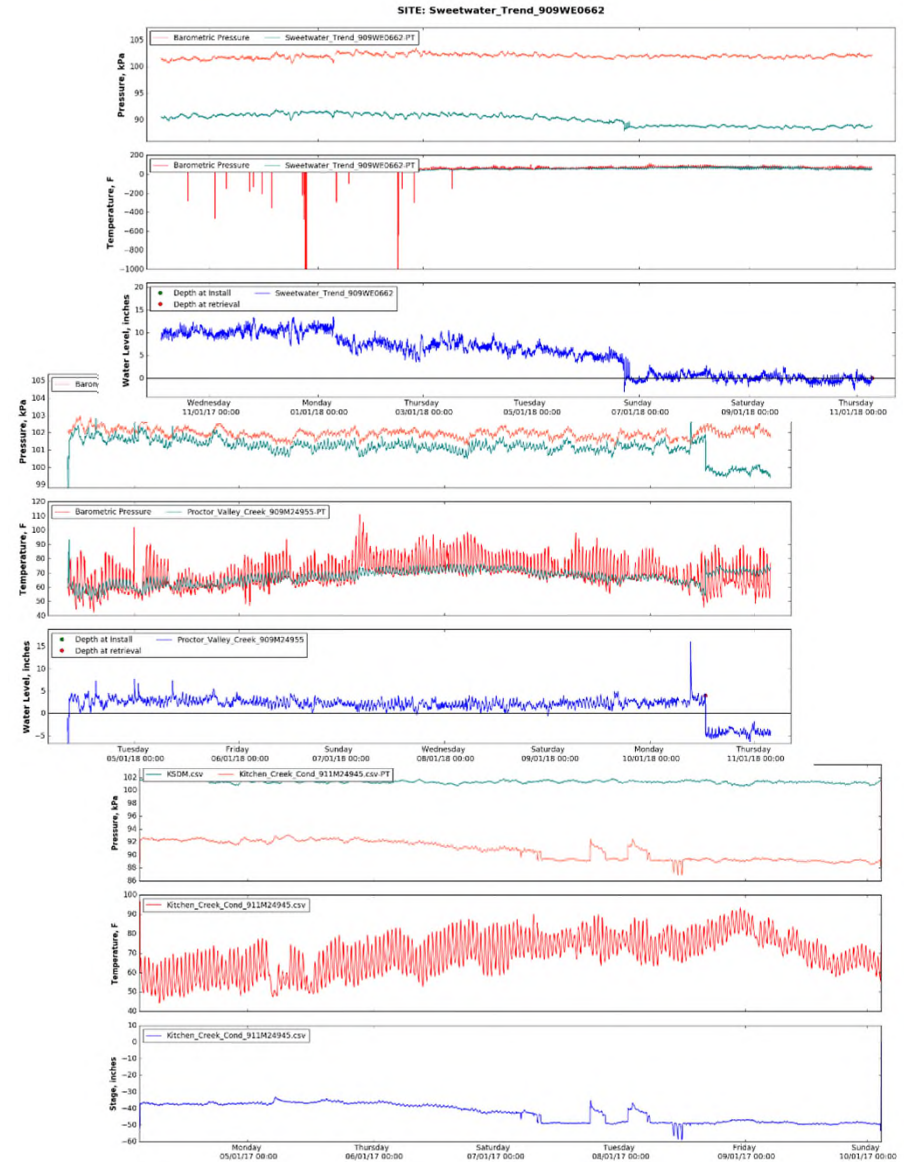 SITE: Sweetwater_Trend_909WE0662
Barometric Pressure Sweetwater_Trend_909WE0662-PT
105
100
95
90
Pressure, kPa
Barometric Pressure Sweetwater_Trend_909WE0662-PT
200
0
−200
−400
−600
−800
−1000
Temperature, F
Depth at Install Sweetwater_Trend_909WE0662
Depth at retrieval
20
15
10
5
0
Water Level, inches
Wednesday Monday Thursday Tuesday Sunday Saturday Thursday
11/01/17 00:00 01/01/18 00:00 03/01/18 00:00 05/01/18 00:00 07/01/18 00:00 09/01/18 00:00 11/01/18 00:00
Baron
105
104
103
102
101
100
99
Pressure, kPa
Barometric Pressure Proctor_Valley_Creek_909M24955-PT
120
110
100
90
80
70
60
50
40
Temperature, F
Depth at Install Proctor_Valley_Creek_909M24955
Depth at retrieval
15
10
5
0
−5
Water Level, inches
Tuesday Friday Sunday Wednesday Saturday Monday Thursday
05/01/18 00:00 06/01/18 00:00 07/01/18 00:00 08/01/18 00:00 09/01/18 00:00 10/01/18 00:00 11/01/18 00:00
KSDM.csv Kitchen_Creek_Cond_911M24945.csv-PT
102
100
98
96
94
92
90
88
86
Pressure, kPa
Kitchen_Creek_Cond_911M24945.csv
100
90
80
70
60
50
40
Temperature, F
Kitchen_Creek_Cond_911M24945.csv
10
0
−10
−20
−30
−40
−50
−60
Stage, inches
Monday Thursday Saturday Tuesday Friday Sunday
05/01/17 00:00 06/01/17 00:00 07/01/17 00:00 08/01/17 00:00 09/01/17 00:00 10/01/17 00:00